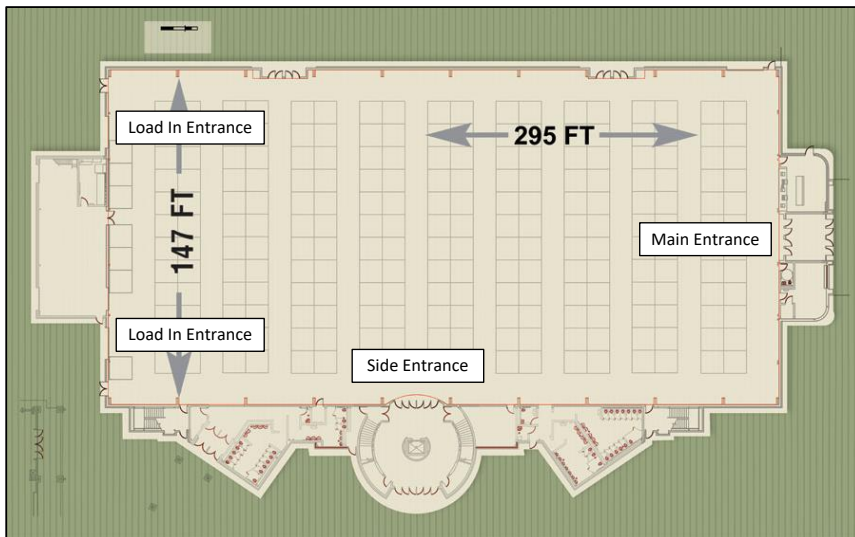 Load In Entrance
295 FT
147 FT
Main Entrance
Load In Entrance
Side Entrance